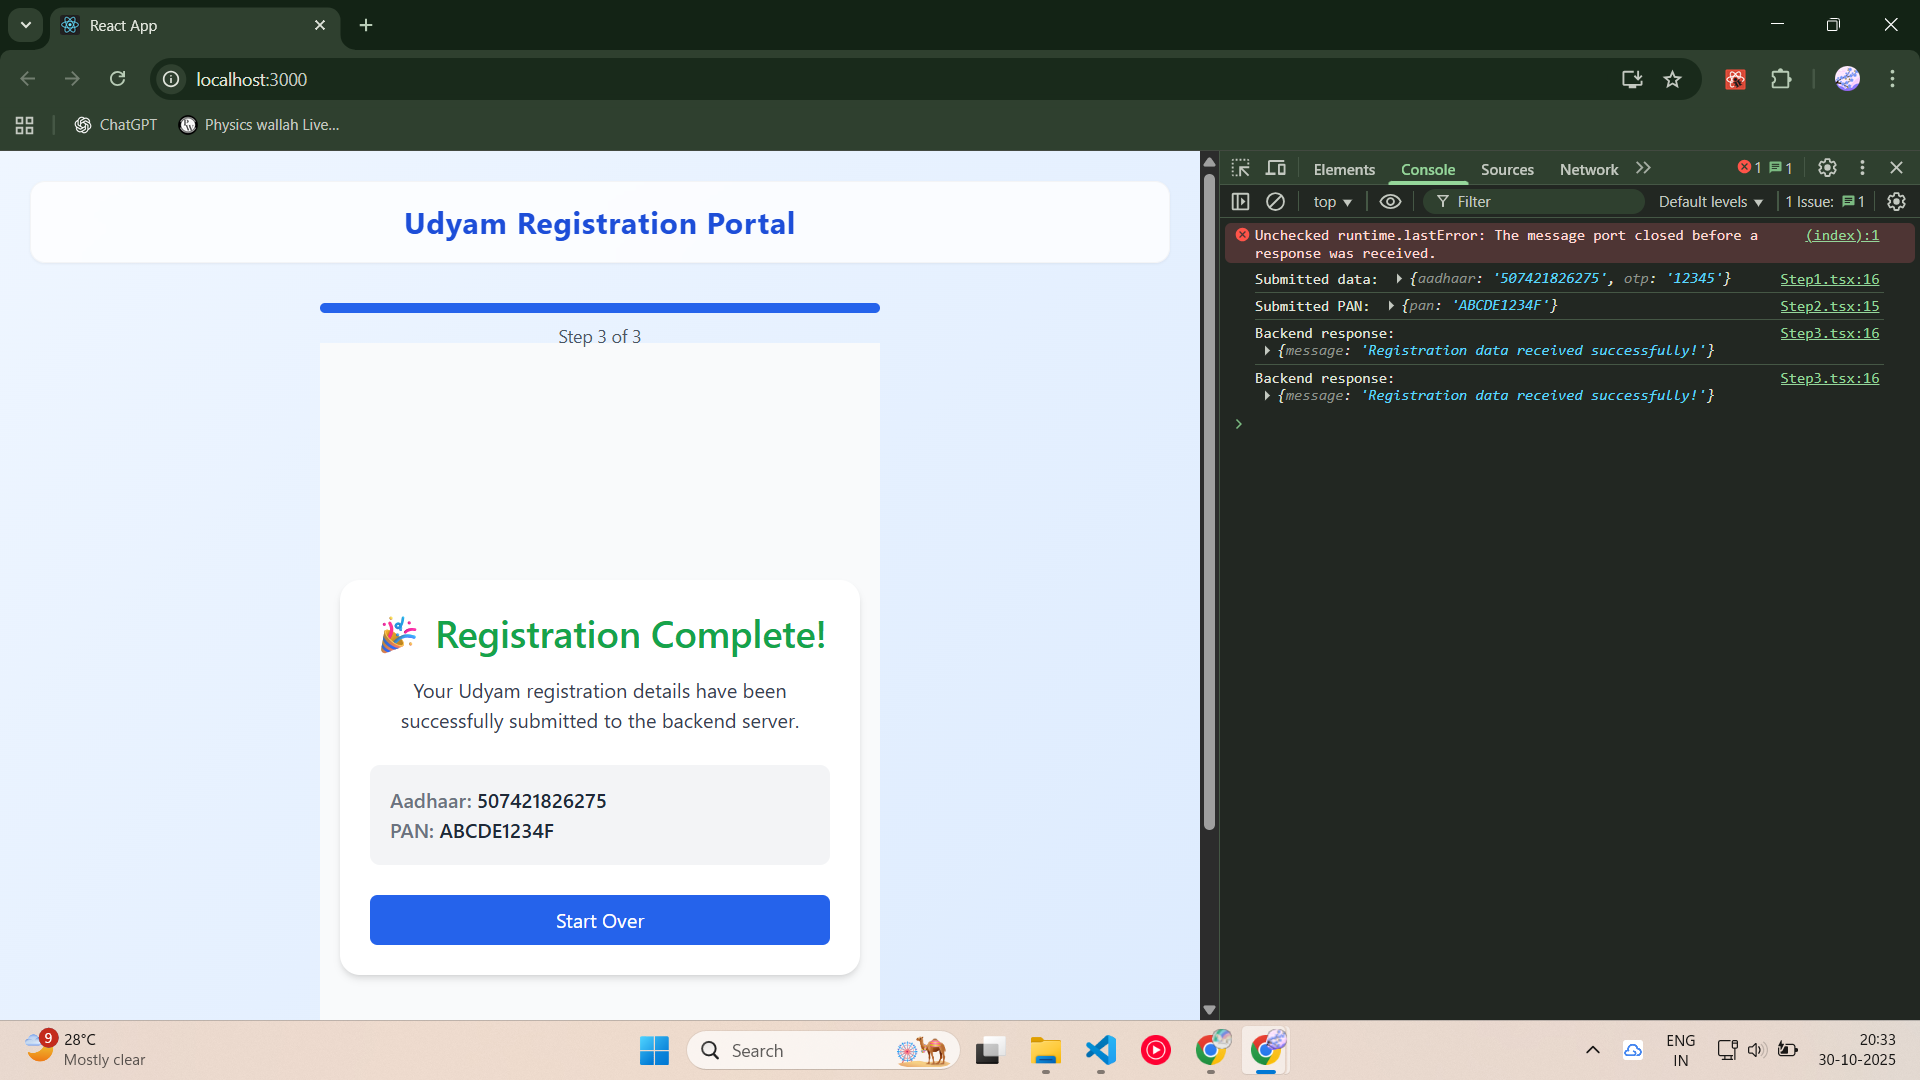 React App
localhost:3000
ChatGPT
Physics wallah Live...
Udyam Registration Portal
Step 3 of 3
🎉 Registration Complete!
Your Udyam registration details have been
successfully submitted to the backend server.
Aadhaar: 507421826275
PAN: ABCDE1234F
Start Over
Elements Console Sources Network 1 1
top Filter Default levels 1 Issue: 1
Unchecked runtime.lastError: The message port closed before a (index):1
response was received.
Submitted data: {aadhaar: '507421826275', otp: '12345'} Step1.tsx:16
Submitted PAN: {pan: 'ABCDE1234F'} Step2.tsx:15
Backend response: Step3.tsx:16
{message: 'Registration data received successfully!'}
Backend response: Step3.tsx:16
{message: 'Registration data received successfully!'}
9 28°C
Mostly clear
Search
ENG
IN
20:33
30-10-2025